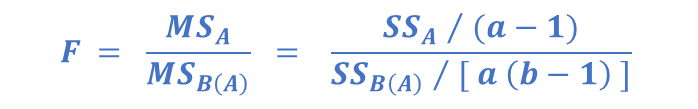 F = MS_A / MS_B(A) = SS_A / (a − 1) / SS_B(A) / [ a (b − 1) ]